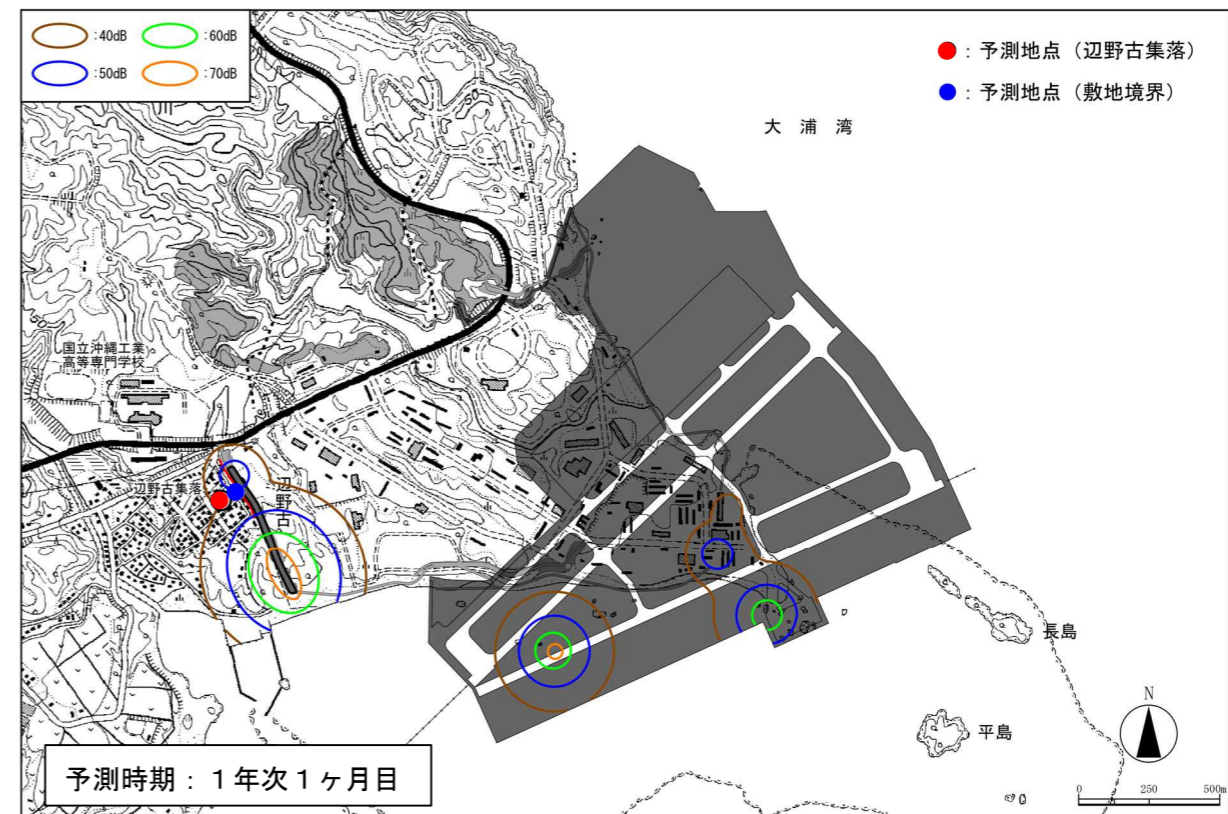 :40dB
:60dB
:50dB
:70dB
●：予測地点（辺野古集落）
●：予測地点（敷地境界）
大浦湾
50
50
国立沖縄工業
高等専門学校
辺野古集落
辺野古
長島
平島
N
0 250 500m
予測時期：１年次１ヶ月目